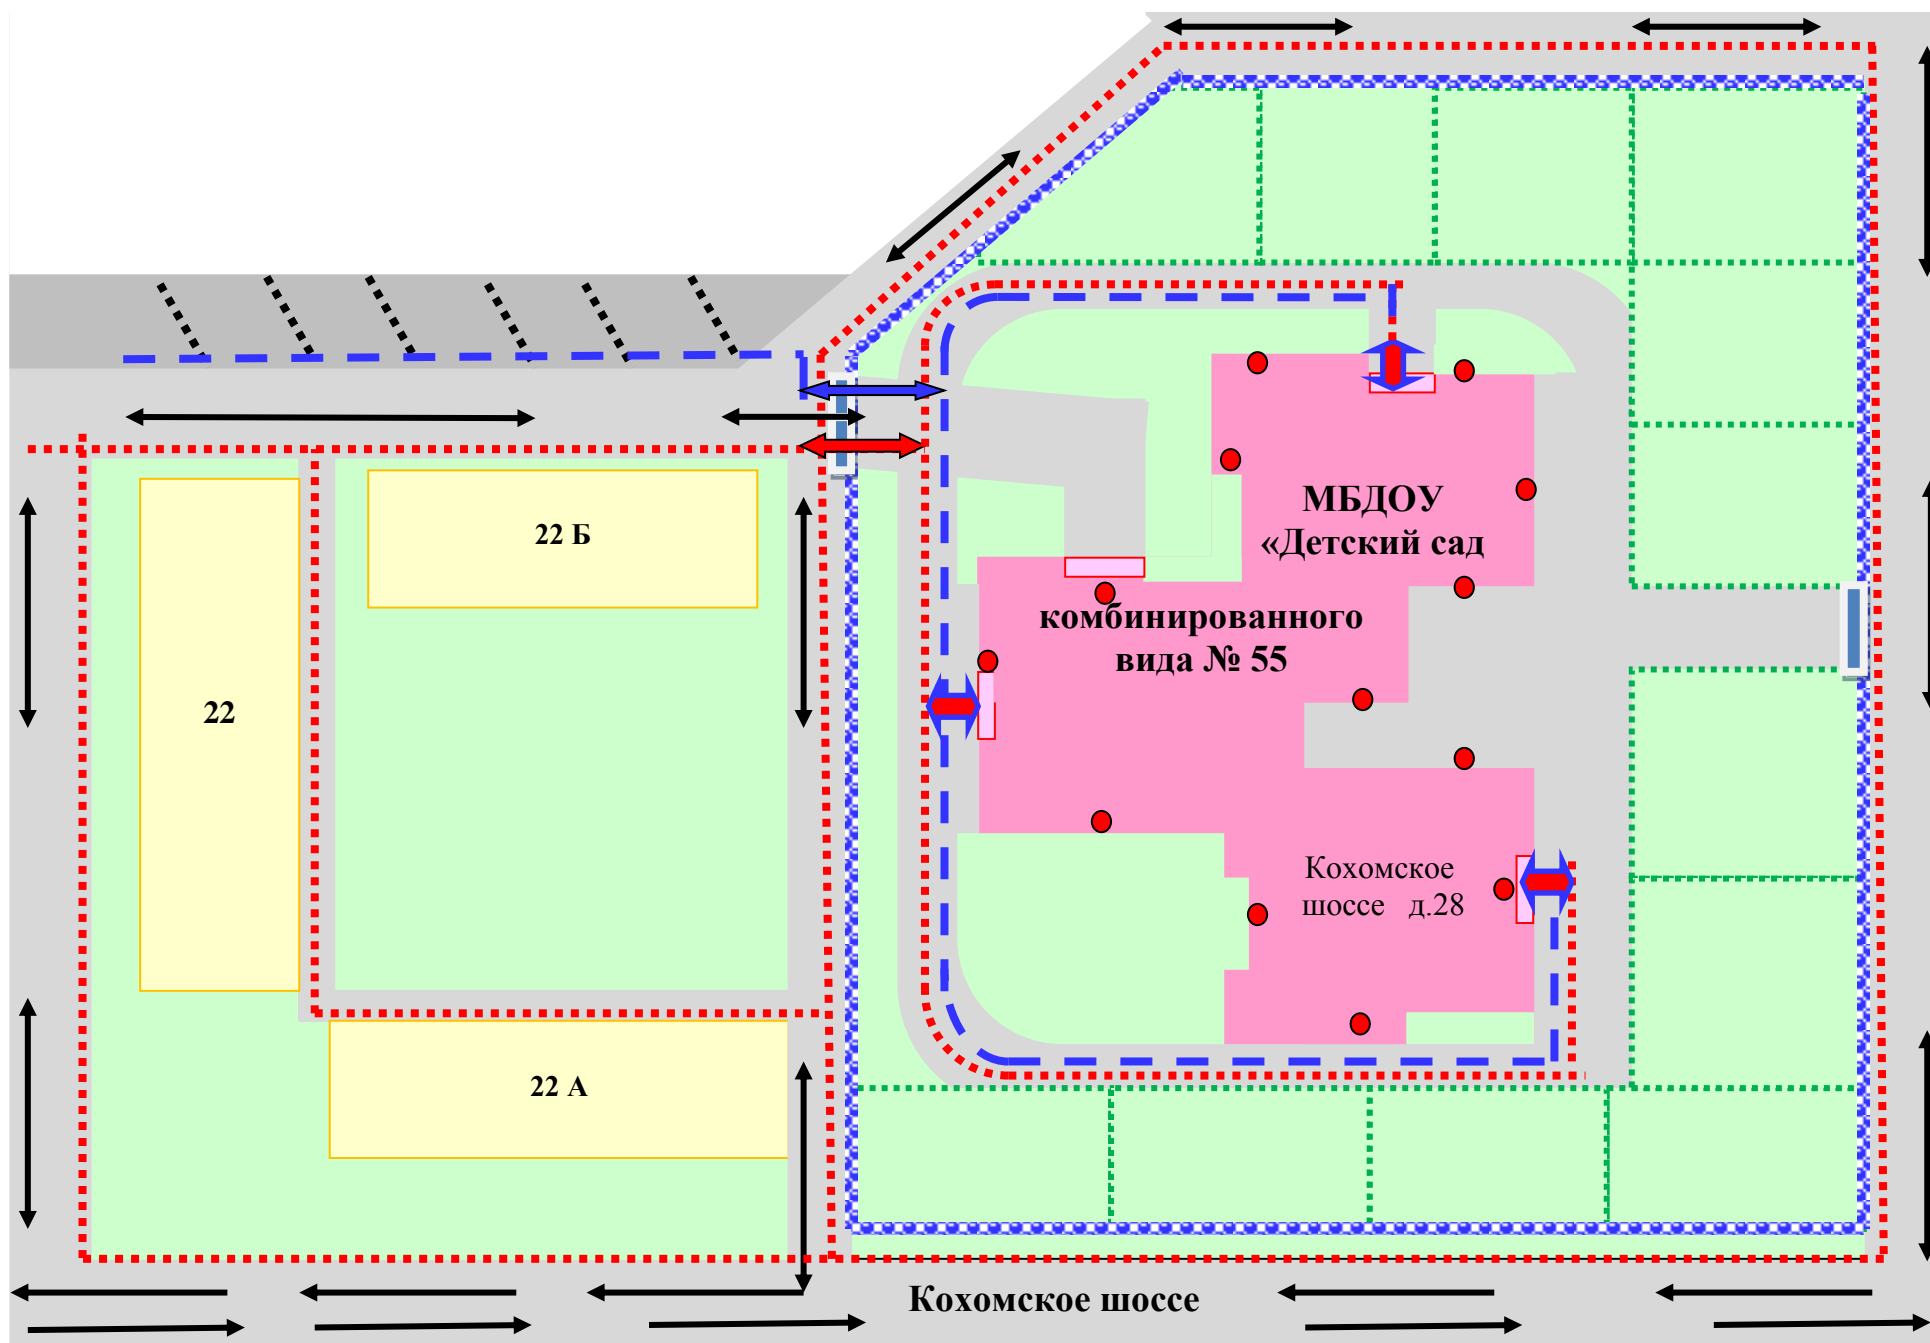 МБДОУ
«Детский сад
комбинированного
вида № 55
22 Б
22
Кохомское
шоссе д.28
22 А
Кохомское шоссе